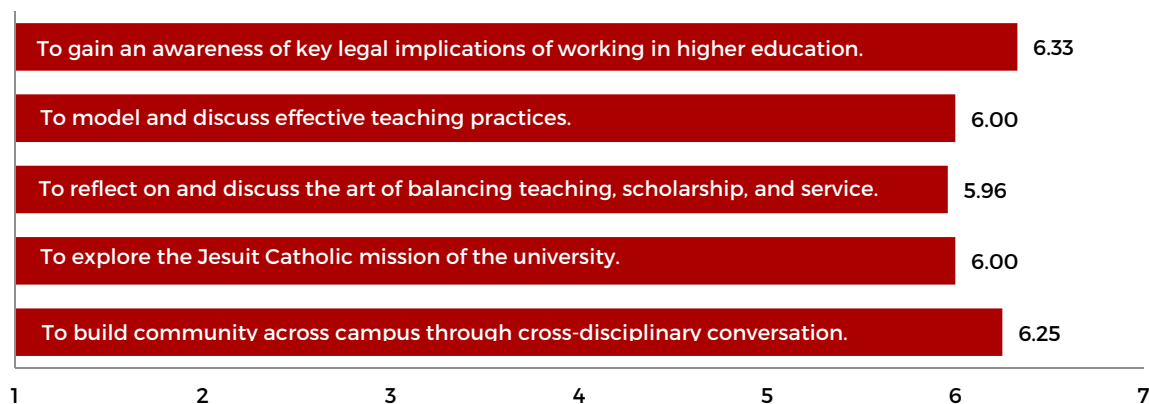 To gain an awareness of key legal implications of working in higher education. 6.33
To model and discuss effective teaching practices. 6.00
To reflect on and discuss the art of balancing teaching, scholarship, and service. 5.96
To explore the Jesuit Catholic mission of the university. 6.00
To build community across campus through cross-disciplinary conversation. 6.25
1 2 3 4 5 6 7